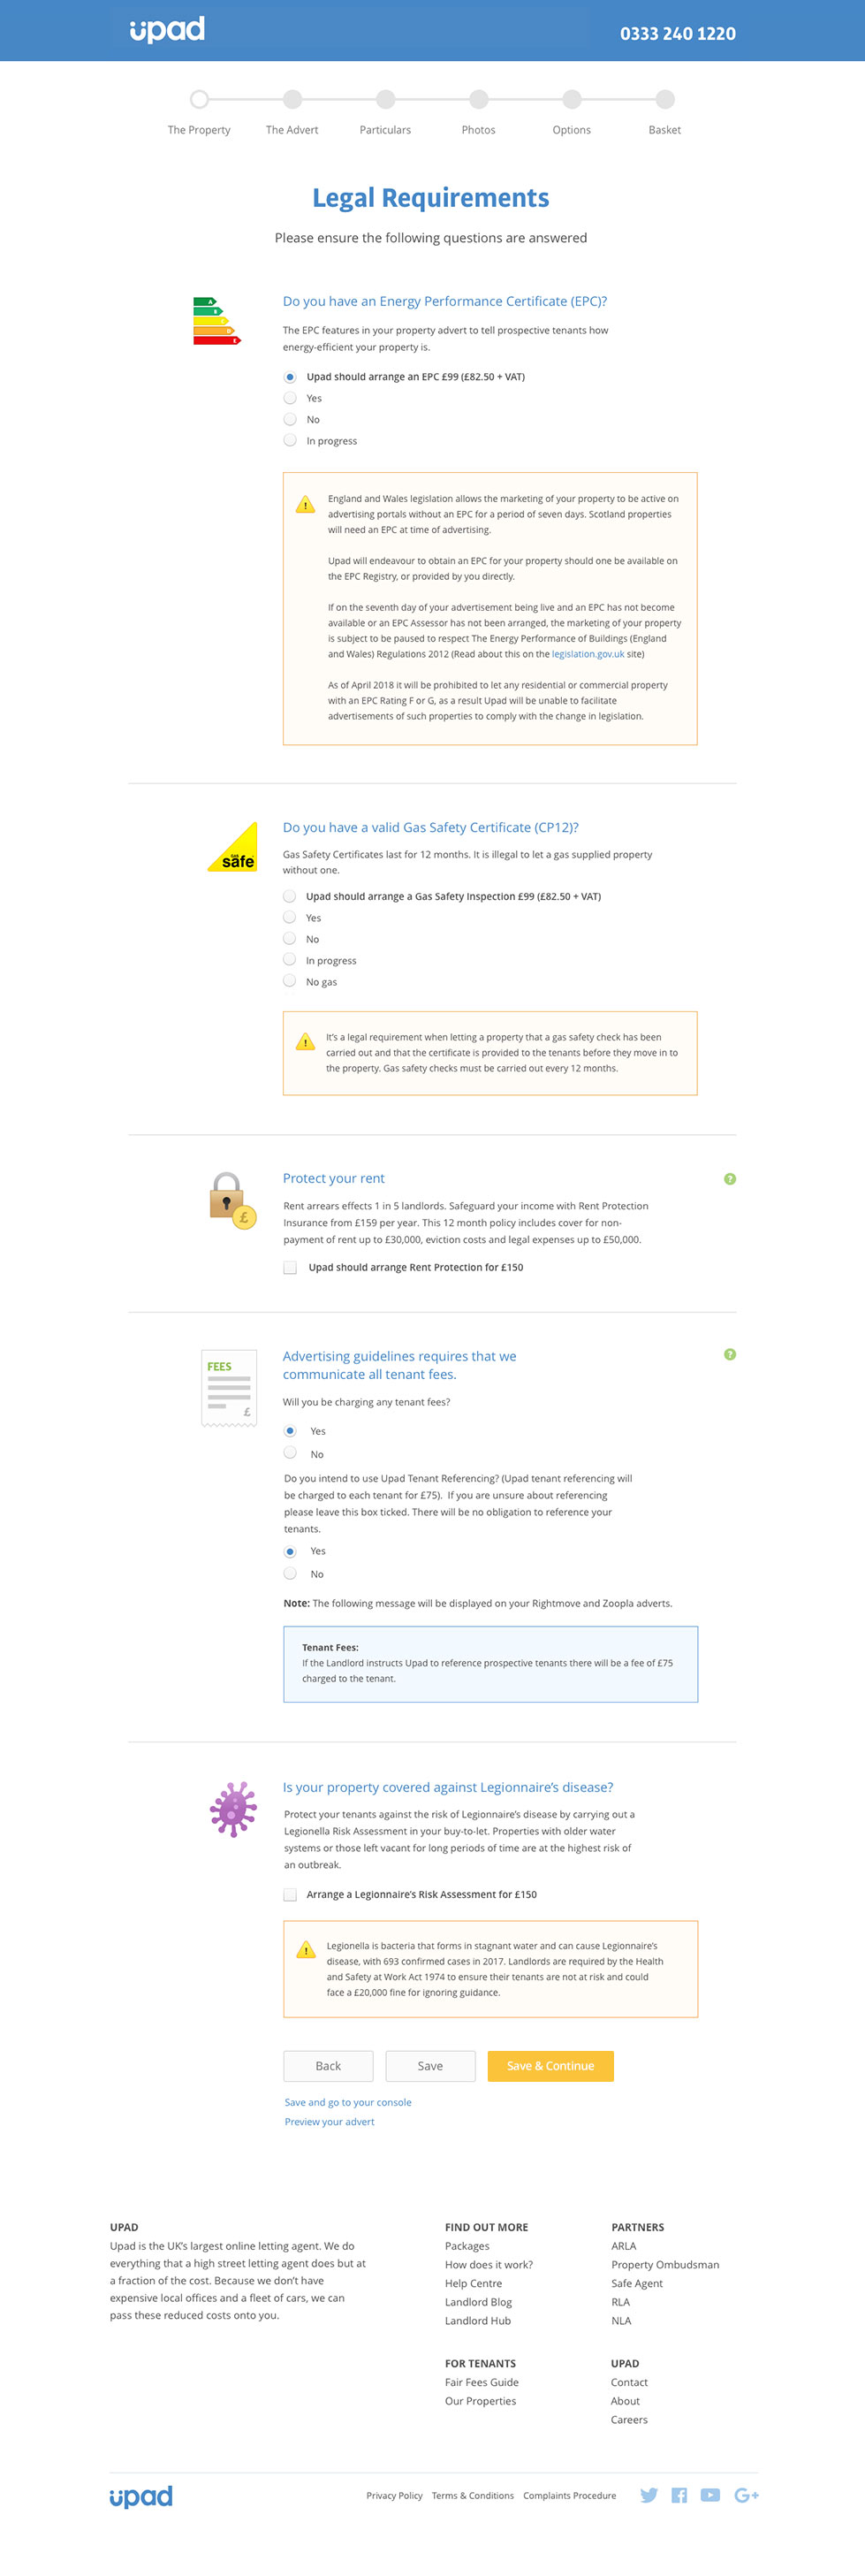 upad
0333 240 1220
The Property The Advert Particulars Photos Options Basket
Legal Requirements
Please ensure the following questions are answered
Do you have an Energy Performance Certificate (EPC)?
The EPC features in your property advert to tell prospective tenants how
energy-efficient your property is.
Upad should arrange an EPC £99 (£82.50 + VAT)
Yes
No
In progress
England and Wales legislation allows the marketing of your property to be active on
advertising portals without an EPC for a period of seven days. Scotland properties
will need an EPC at time of advertising.
Upad will endeavour to obtain an EPC for your property should one be available on
the EPC Registry, or provided by you directly.
If on the seventh day of your advertisement being live and an EPC has not become
available or an EPC Assessor has not been arranged, the marketing of your property
is subject to be paused to respect The Energy Performance of Buildings (England
and Wales) Regulations 2012 (Read about this on the legislation.gov.uk site)
As of April 2018 it will be prohibited to let any residential or commercial property
with an EPC Rating F or G, as a result Upad will be unable to facilitate
advertisements of such properties to comply with the change in legislation.
GAS
safe
Do you have a valid Gas Safety Certificate (CP12)?
Gas Safety Certificates last for 12 months. It is illegal to let a gas supplied property
without one.
Upad should arrange a Gas Safety Inspection £99 (£82.50 + VAT)
Yes
No
In progress
No gas
It's a legal requirement when letting a property that a gas safety check has been
carried out and that the certificate is provided to the tenants before they move in to
the property. Gas safety checks must be carried out every 12 months.
Protect your rent
Rent arrears effects 1 in 5 landlords. Safeguard your income with Rent Protection
Insurance from £159 per year. This 12 month policy includes cover for non-
payment of rent up to £30,000, eviction costs and legal expenses up to £50,000.
Upad should arrange Rent Protection for £150
FEES
£
Advertising guidelines requires that we
communicate all tenant fees.
Will you be charging any tenant fees?
Yes
No
Do you intend to use Upad Tenant Referencing? (Upad tenant referencing will
be charged to each tenant for £75). If you are unsure about referencing
please leave this box ticked. There will be no obligation to reference your
tenants.
Yes
No
Note: The following message will be displayed on your Rightmove and Zoopla adverts.
Tenant Fees:
If the Landlord instructs Upad to reference prospective tenants there will be a fee of £75
charged to the tenant.
Is your property covered against Legionnaire's disease?
Protect your tenants against the risk of Legionnaire's disease by carrying out a
Legionella Risk Assessment in your buy-to-let. Properties with older water
systems or those left vacant for long periods of time are at the highest risk of
an outbreak.
Arrange a Legionnaire's Risk Assessment for £150
Legionella is bacteria that forms in stagnant water and can cause Legionnaire's
disease, with 693 confirmed cases in 2017. Landlords are required by the Health
and Safety at Work Act 1974 to ensure their tenants are not at risk and could
face a £20,000 fine for ignoring guidance.
Back Save Save & Continue
Save and go to your console
Preview your advert
UPAD
Upad is the UK's largest online letting agent. We do
everything that a high street letting agent does but at
a fraction of the cost. Because we don't have
expensive local offices and a fleet of cars, we can
pass these reduced costs onto you.
FIND OUT MORE
Packages
How does it work?
Help Centre
Landlord Blog
Landlord Hub
PARTNERS
ARLA
Property Ombudsman
Safe Agent
RLA
NLA
FOR TENANTS
Fair Fees Guide
Our Properties
UPAD
Contact
About
Careers
upad
Privacy Policy Terms & Conditions Complaints Procedure
G+